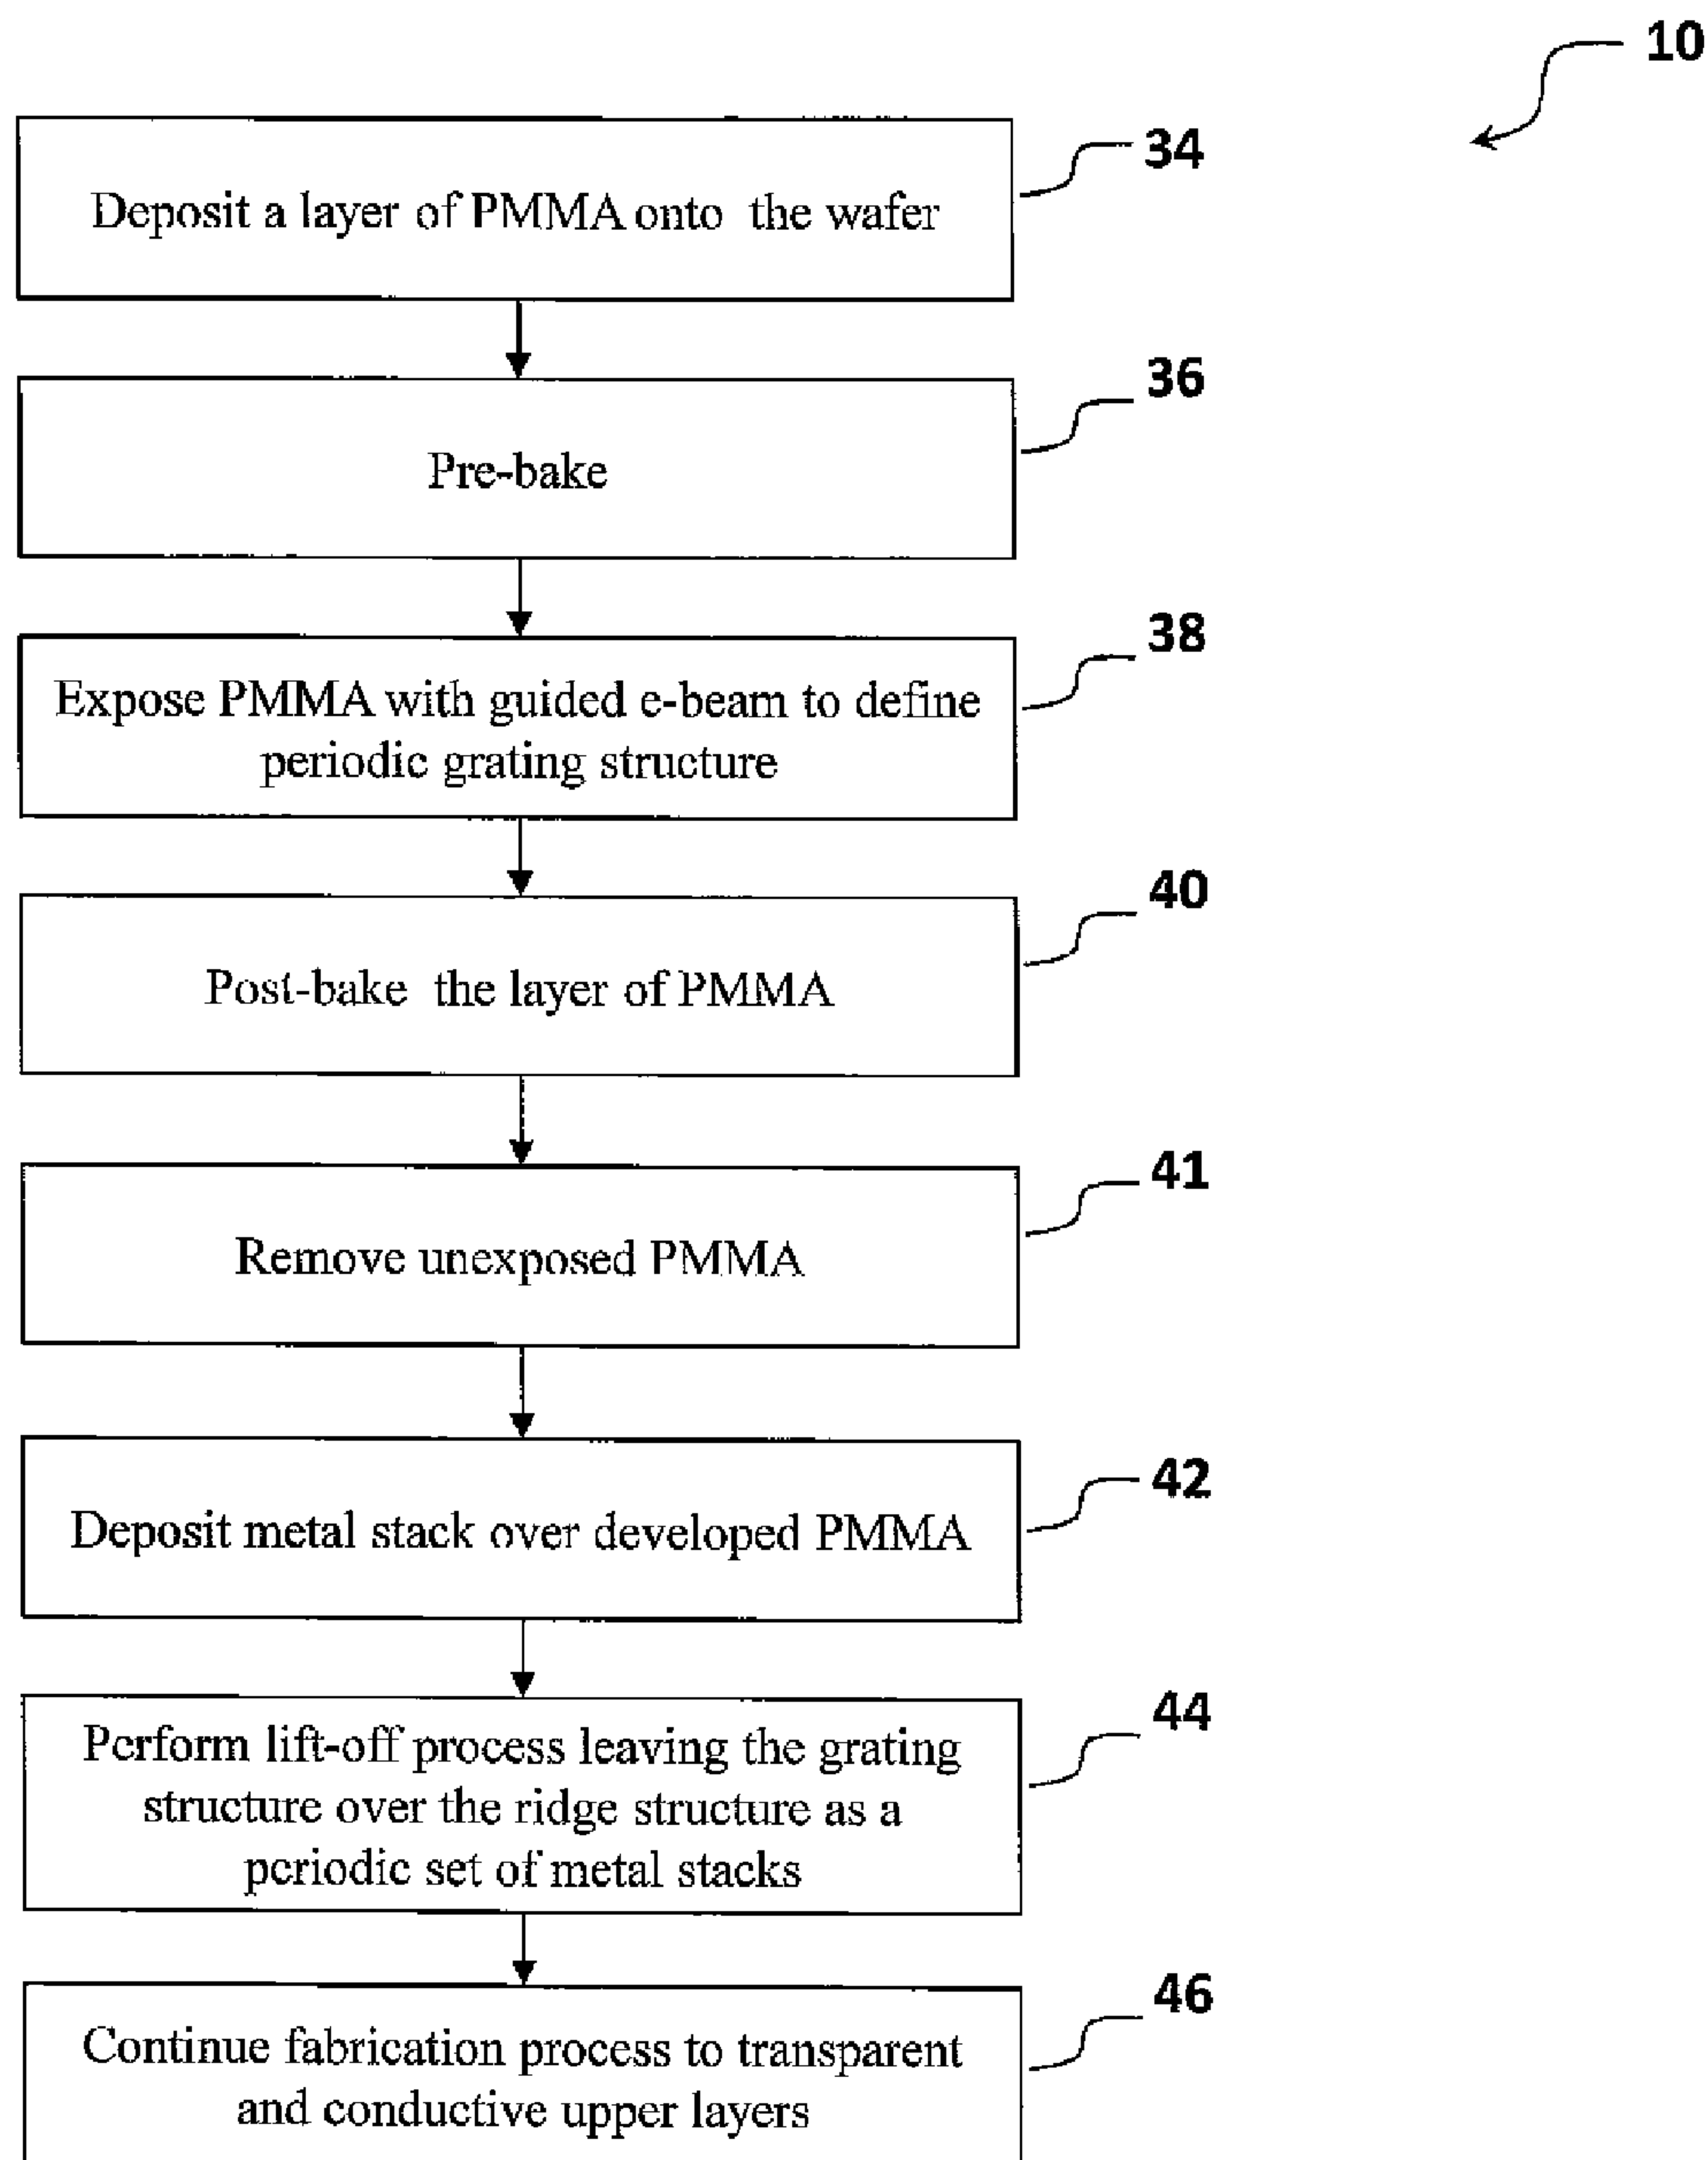 10
34
Deposit a layer of PMMA onto the wafer
36
Pre-bake
38
Expose PMMA with guided e-beam to define
periodic grating structure
40
Post-bake the layer of PMMA
41
Remove unexposed PMMA
42
Deposit metal stack over developed PMMA
44
Perform lift-off process leaving the grating
structure over the ridge structure as a
periodic set of metal stacks
46
Continue fabrication process to transparent
and conductive upper layers